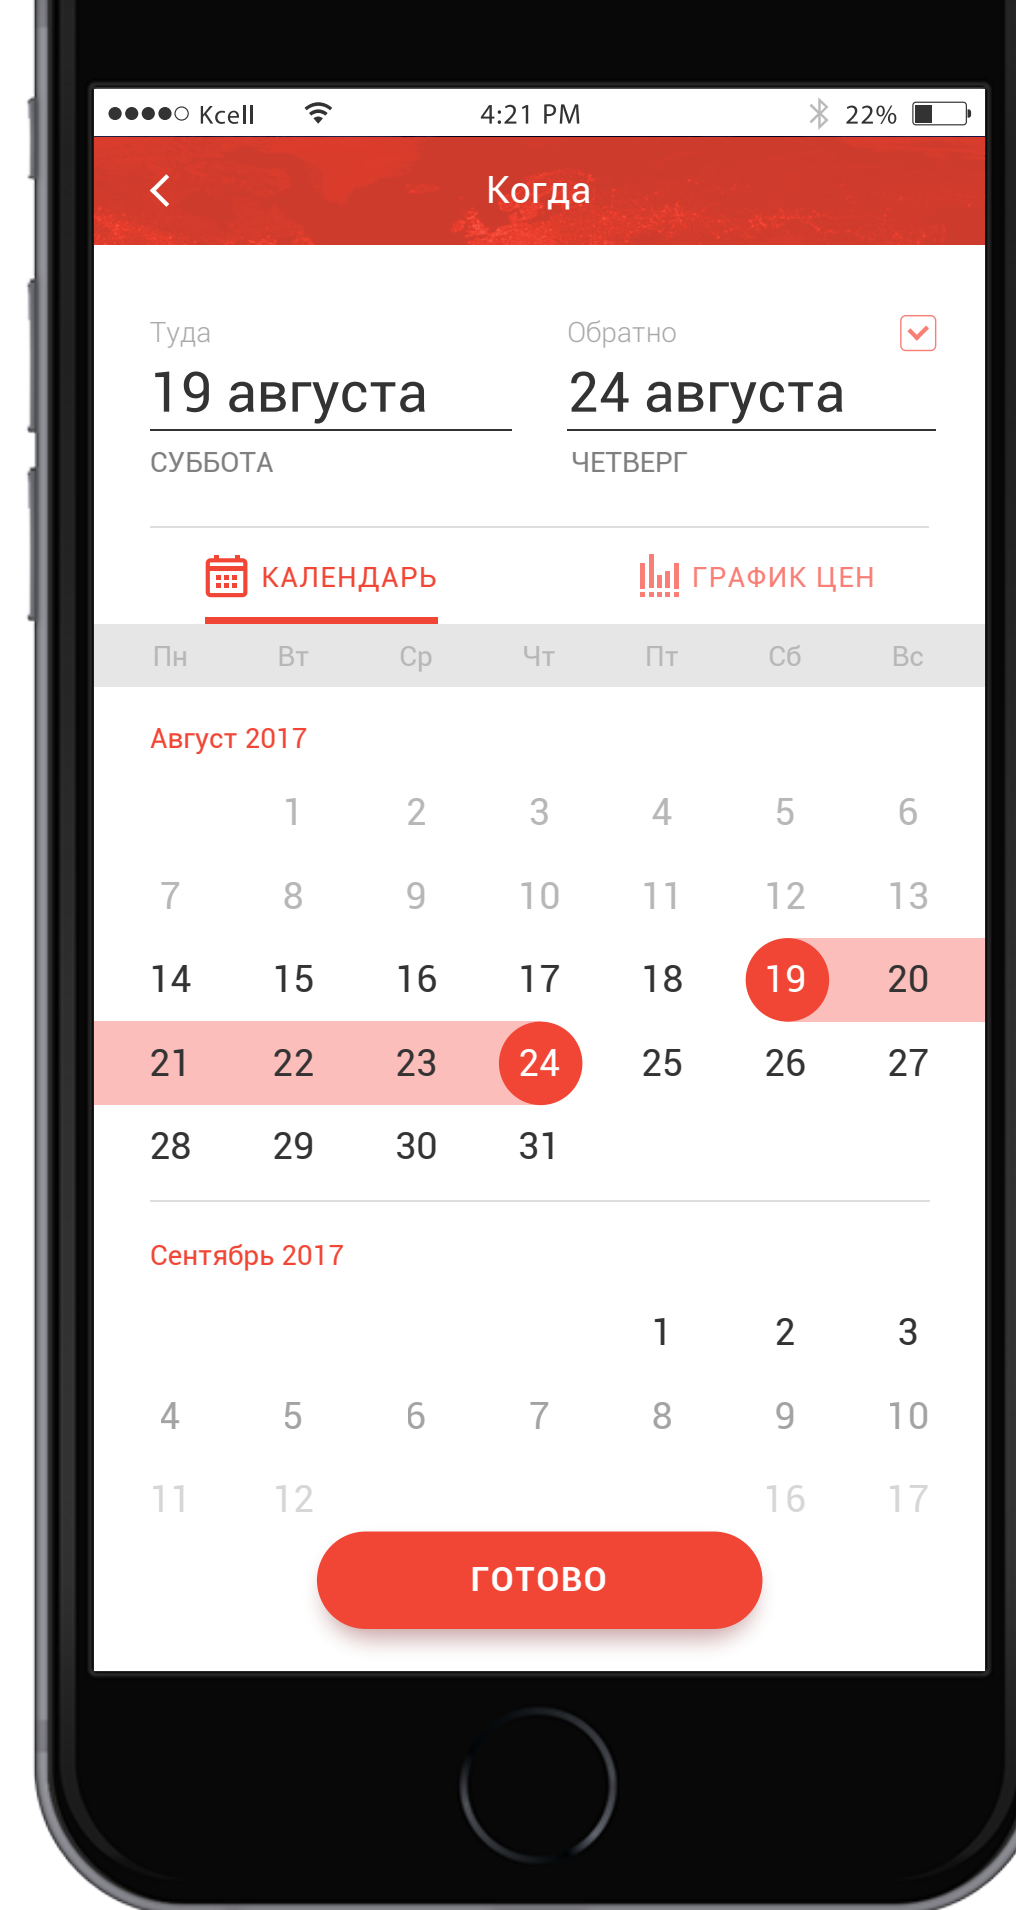 Kcell 4:21 PM 22%
Когда
Туда Обратно
19 августа 24 августа
СУББОТА ЧЕТВЕРГ
КАЛЕНДАРЬ ГРАФИК ЦЕН
Пн Вт Ср Чт Пт Сб Вс
Август 2017
1 2 3 4 5 6
7 8 9 10 11 12 13
14 15 16 17 18 19 20
21 22 23 24 25 26 27
28 29 30 31
Сентябрь 2017
1 2 3
4 5 6 7 8 9 10
11 12 16 17
ГОТОВО